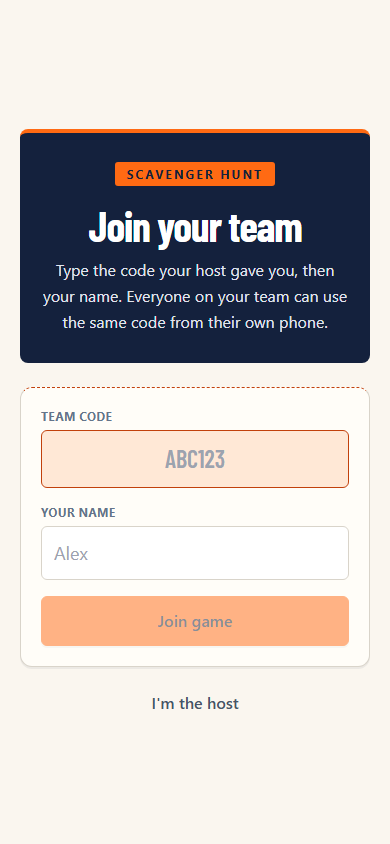 SCAVENGER HUNT
Join your team
Type the code your host gave you, then
your name. Everyone on your team can use
the same code from their own phone.
TEAM CODE
ABC123
YOUR NAME
Alex
Join game
I'm the host